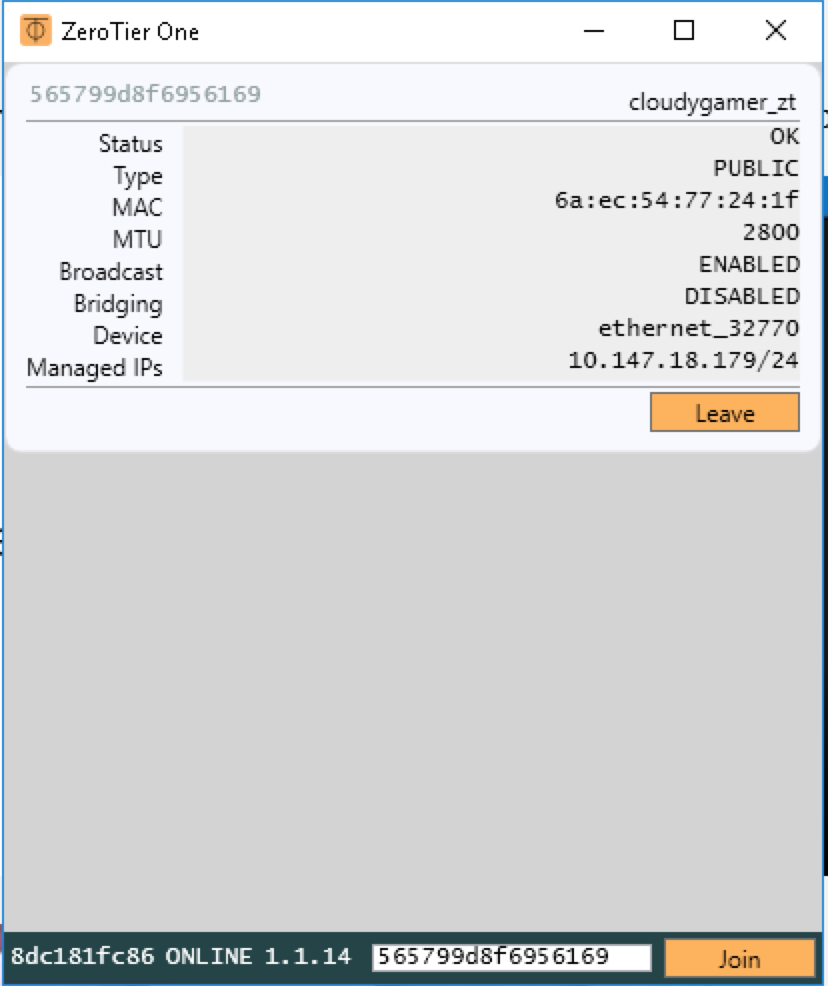 ZeroTier One
565799d8f6956169 cloudygamer_zt
Status OK
Type PUBLIC
MAC 6a:ec:54:77:24:1f
MTU 2800
Broadcast ENABLED
Bridging DISABLED
Device ethernet_32770
Managed IPs 10.147.18.179/24
Leave
8dc181fc86 ONLINE 1.1.14 565799d8f6956169 Join